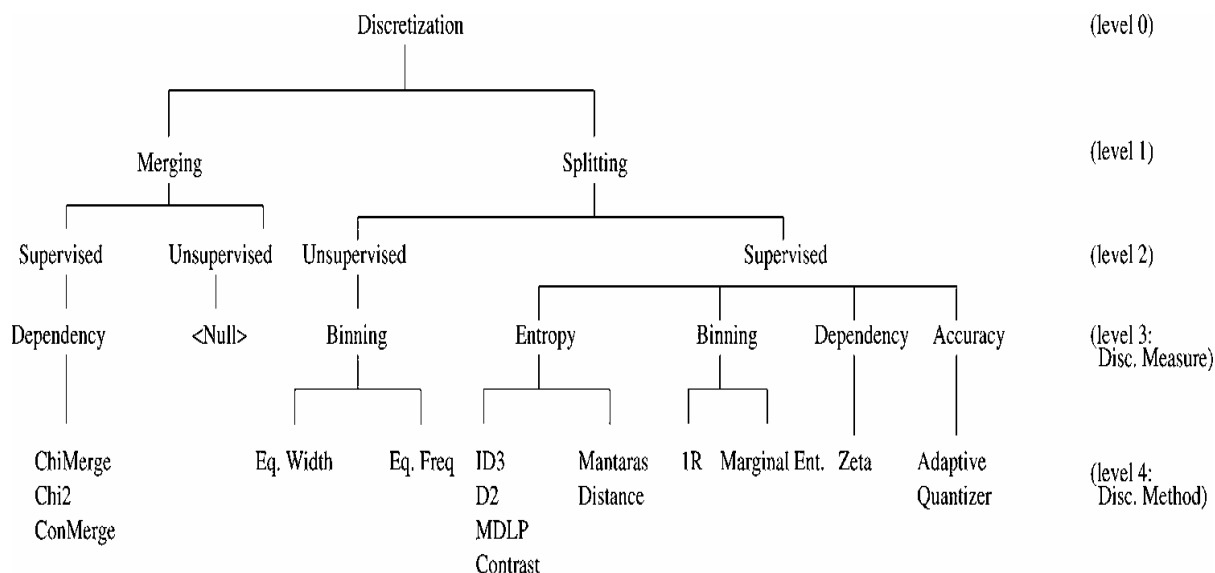 Discretization (level 0)
Merging Splitting (level 1)
Supervised Unsupervised Unsupervised Supervised (level 2)
Dependency <Null> Binning Entropy Binning Dependency Accuracy (level 3:
Disc. Measure)
ChiMerge Eq. Width Eq. Freq ID3 Mantaras 1R Marginal Ent. Zeta Adaptive (level 4:
Chi2 D2 Distance Quantizer Disc. Method)
ConMerge MDLP
Contrast